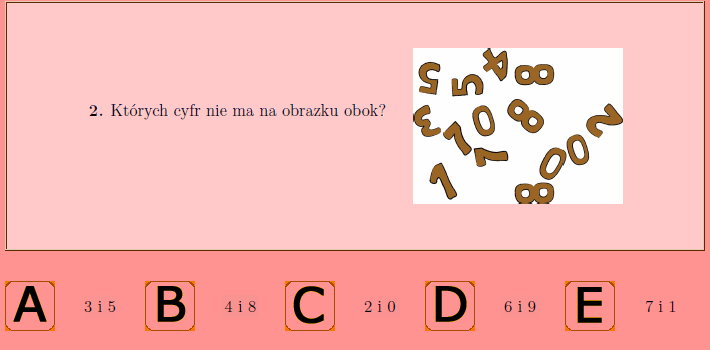 2. Których cyfr nie ma na obrazku obok?
5 5 4 8
3 7 0 8 2
7 0 0
1 8
A 3 i 5 B 4 i 8 C 2 i 0 D 6 i 9 E 7 i 1